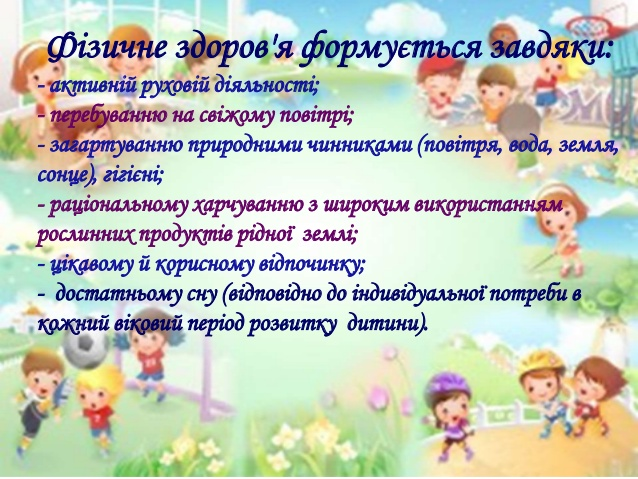 Фізичне здоров'я формується завдяки:
- активній руховій діяльності;
- перебуванню на свіжому повітрі;
- загартуванню природними чинниками (повітря, вода, земля,
сонце), гігієні;
- раціональному харчуванню з широким використанням
рослинних продуктів рідної землі;
- цікавому й корисному відпочинку;
- достатньому сну (відповідно до індивідуальної потреби в
кожний віковий період розвитку дитини).